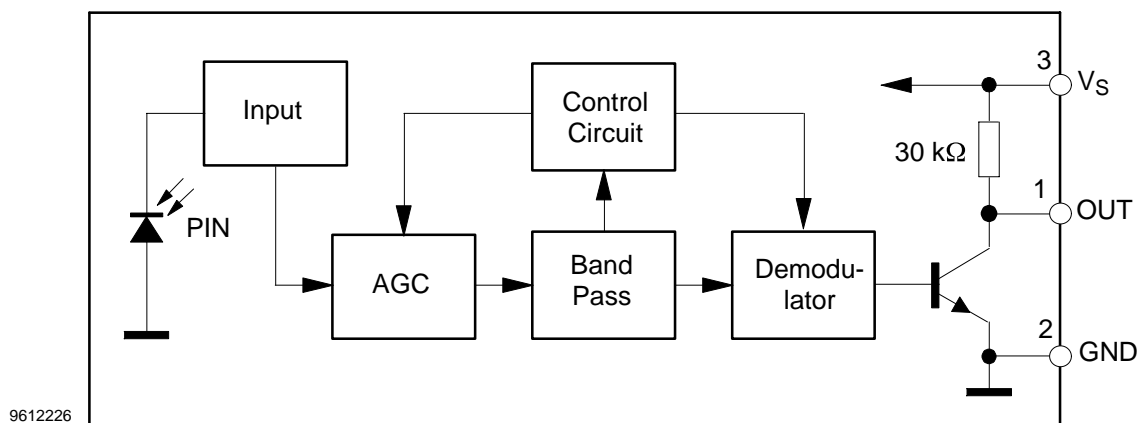 Input
Control
Circuit
3
VS
30 kΩ
1
OUT
PIN
AGC
Band
Pass
Demodu-
lator
2
GND
9612226